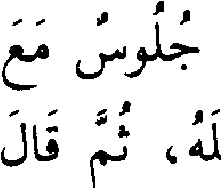 جُلُوسٌ مَعَ
لَهُ، ثُمَّ قَالَ